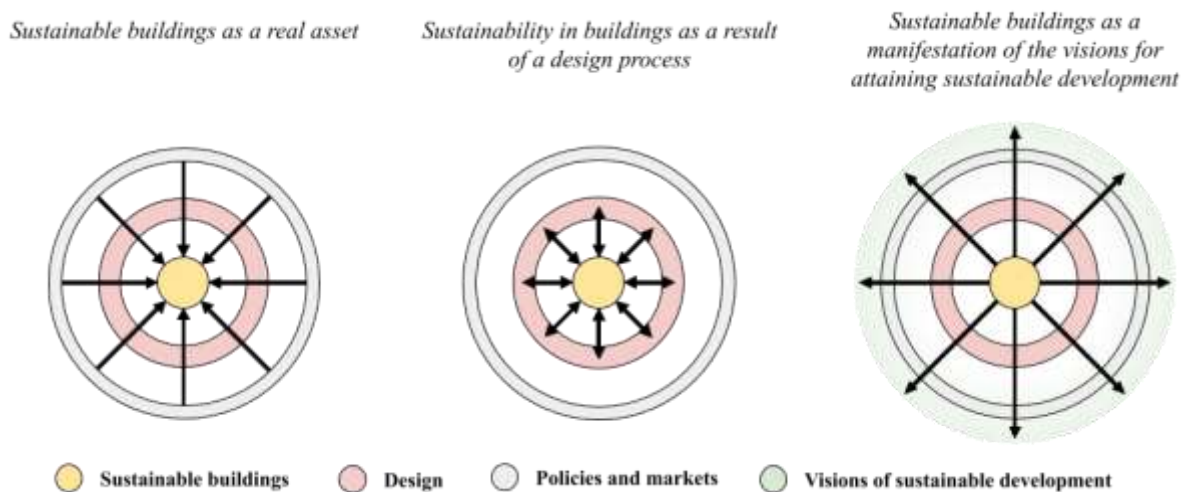 Sustainable buildings as a real asset
Sustainability in buildings as a result
of a design process
Sustainable buildings as a
manifestation of the visions for
attaining sustainable development
Sustainable buildings
Design
Policies and markets
Visions of sustainable development